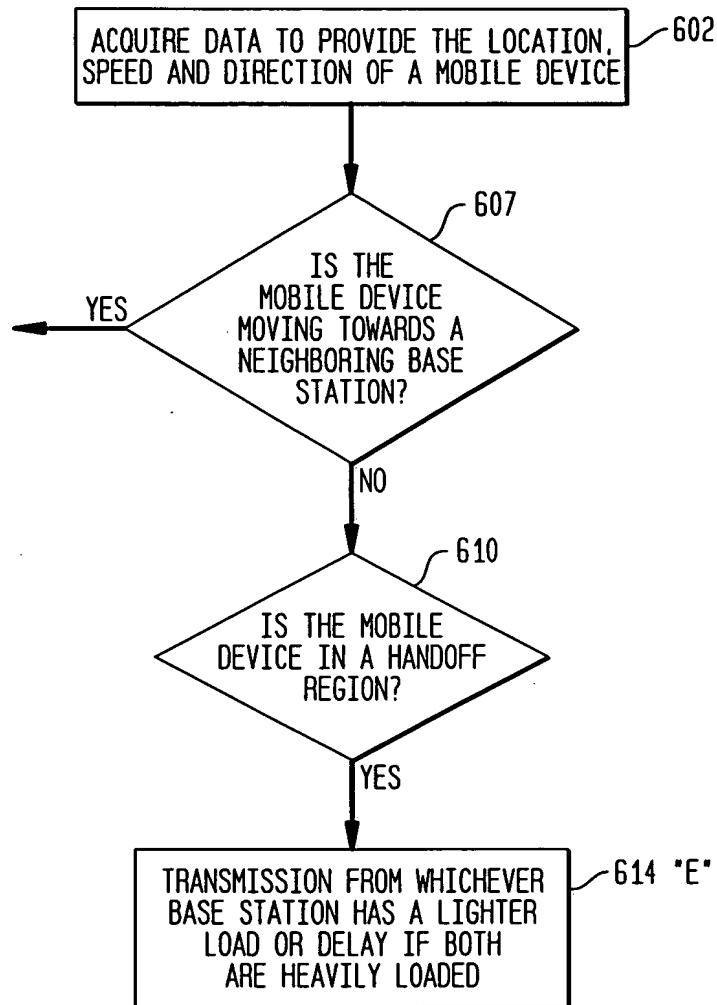 ACQUIRE DATA TO PROVIDE THE LOCATION,
SPEED AND DIRECTION OF A MOBILE DEVICE
602
607
IS THE
MOBILE DEVICE
MOVING TOWARDS A
NEIGHBORING BASE
STATION?
YES
NO
610
IS THE MOBILE
DEVICE IN A HANDOFF
REGION?
YES
TRANSMISSION FROM WHICHEVER
BASE STATION HAS A LIGHTER
LOAD OR DELAY IF BOTH
ARE HEAVILY LOADED
614 "E"